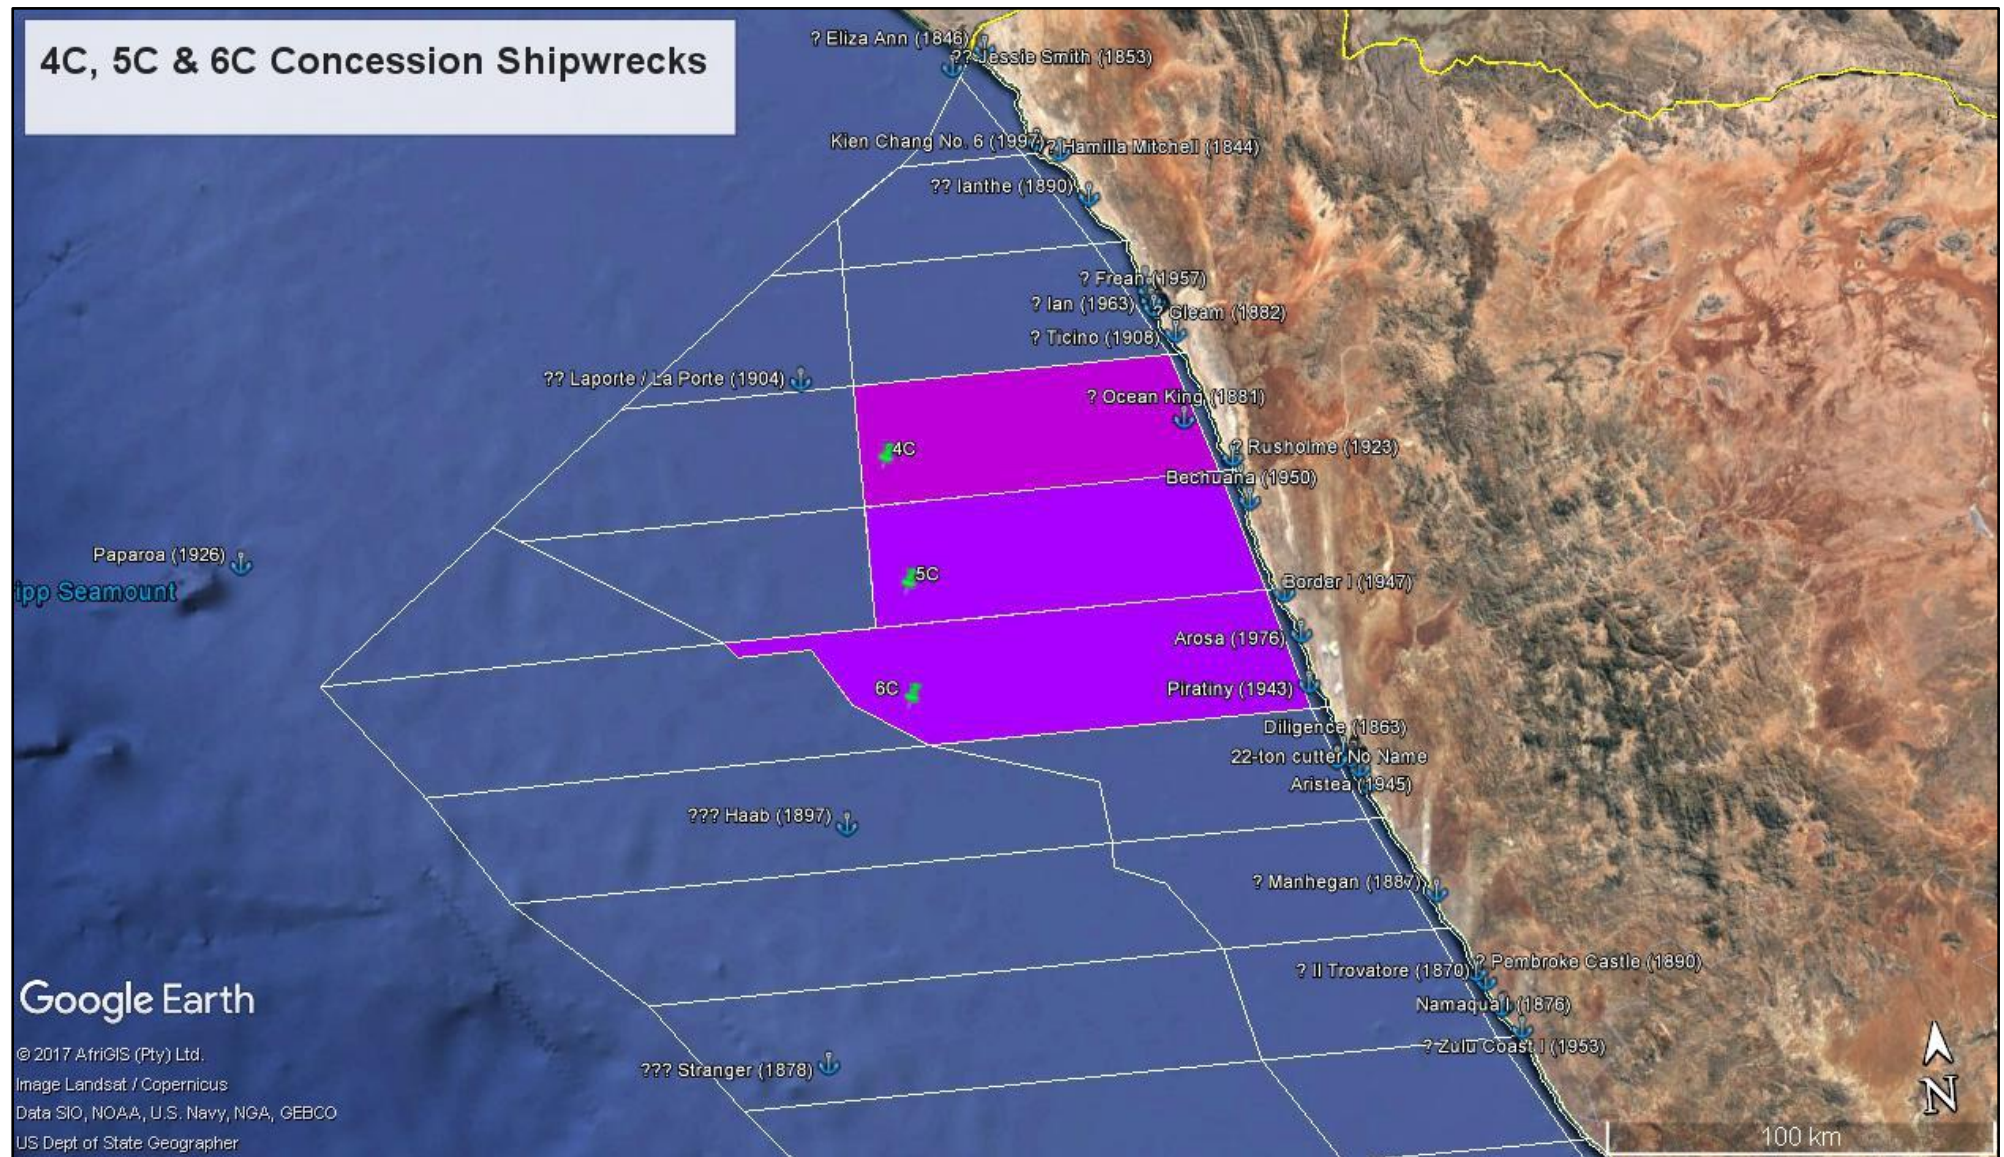 4C, 5C & 6C Concession Shipwrecks
? Eliza Ann (1846)
?? Jessie Smith (1853)
Kien Chang No. 6 (1997)
? Hamilla Mitchell (1844)
?? Ianthe (1890)
? Frean (1957)
? Ian (1963)
? Gleam (1882)
? Ticino (1908)
?? Laporte / La Porte (1904)
? Ocean King (1881)
4C
? Rusholme (1923)
Bechuana (1950)
Paparoa (1926)
5C
ipp Seamount
Border I (1947)
Arosa (1976)
6C
Piratiny (1943)
Diligence (1863)
22-ton cutter No Name
Aristea (1945)
??? Haab (1897)
? Manhegan (1887)
? Il Trovatore (1870)
? Pembroke Castle (1890)
Namaqua I (1876)
? Zulu Coast I (1953)
??? Stranger (1878)
Google Earth
© 2017 AfriGIS (Pty) Ltd.
Image Landsat / Copernicus
Data SIO, NOAA, U.S. Navy, NGA, GEBCO
US Dept of State Geographer
N
100 km